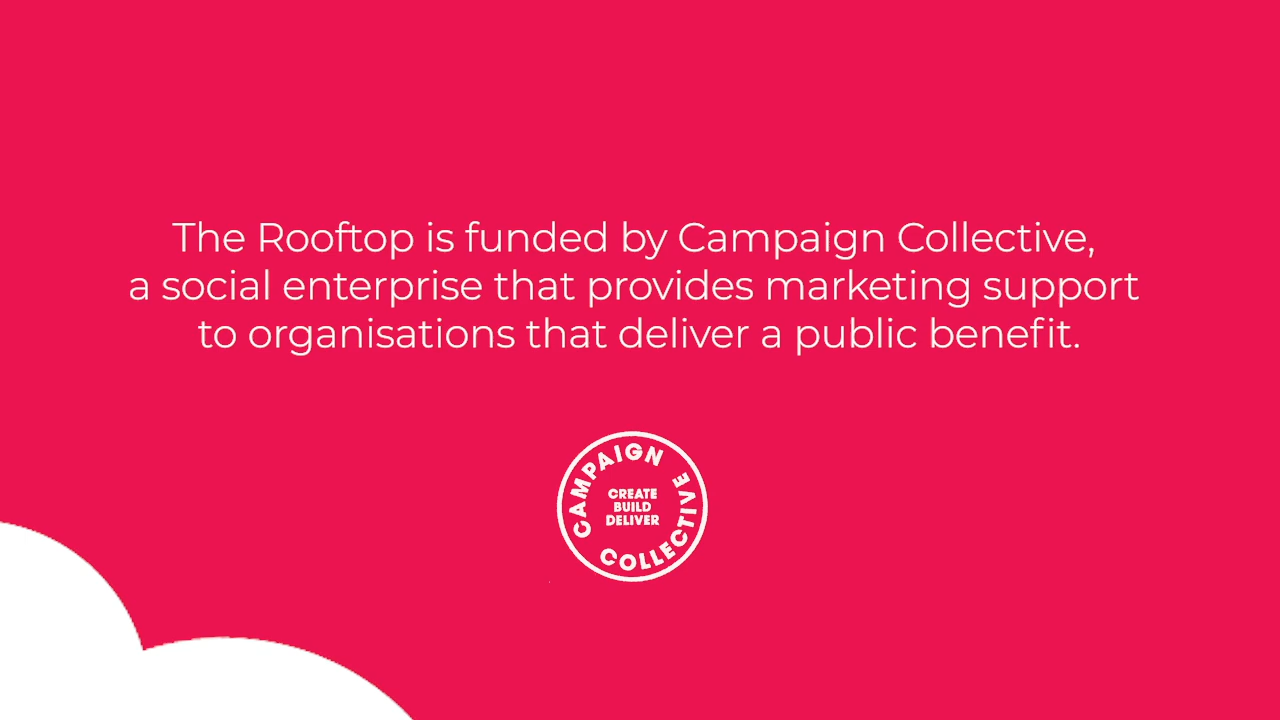 The Rooftop is funded by Campaign Collective,
a social enterprise that provides marketing support
to organisations that deliver a public benefit.
CAMPAIGN COLLECTIVE
CREATE
BUILD
DELIVER